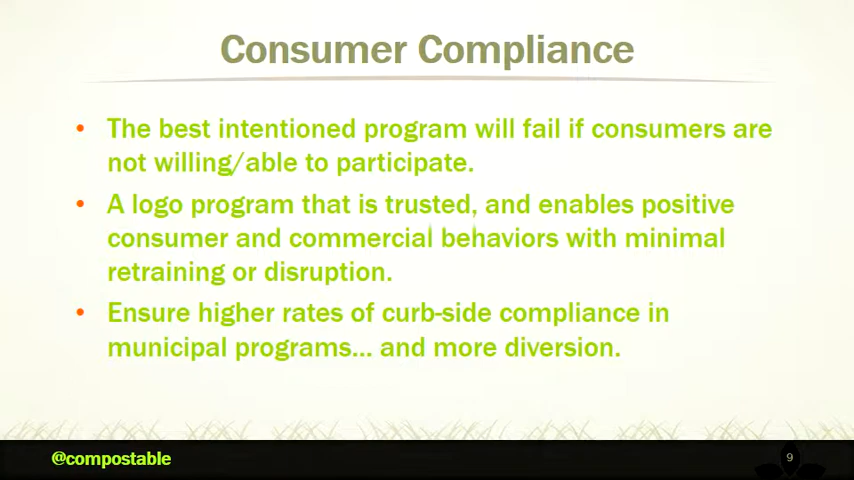 Consumer Compliance
• The best intentioned program will fail if consumers are
not willing/able to participate.
• A logo program that is trusted, and enables positive
consumer and commercial behaviors with minimal
retraining or disruption.
• Ensure higher rates of curb-side compliance in
municipal programs... and more diversion.
@compostable
9